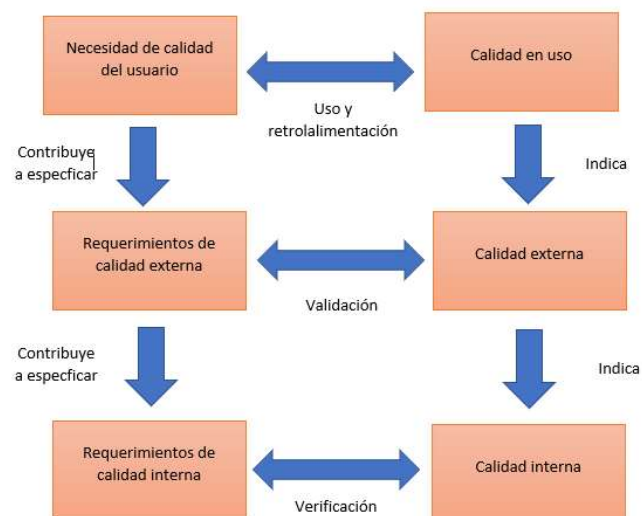 Necesidad de calidad
del usuario
Calidad en uso
Uso y
retrolalimentación
Contribuye
a especficar
Indica
Requerimientos de
calidad externa
Calidad externa
Validación
Contribuye
a especficar
Indica
Requerimientos de
calidad interna
Calidad interna
Verificación